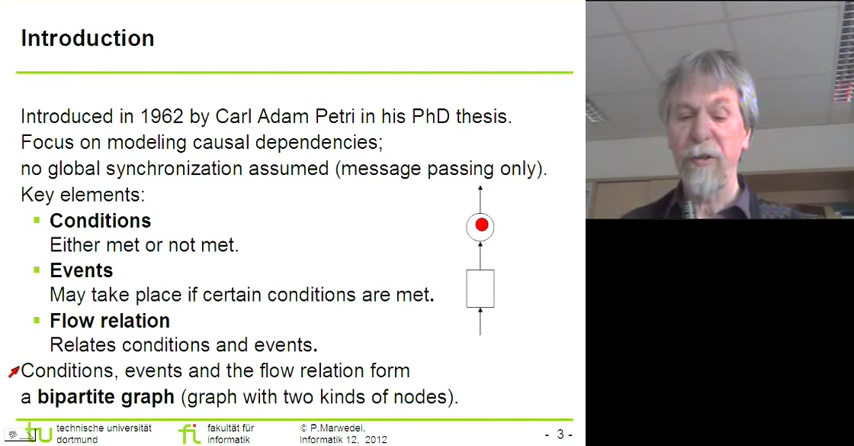 Introduction
Introduced in 1962 by Carl Adam Petri in his PhD thesis.
Focus on modeling causal dependencies;
no global synchronization assumed (message passing only).
Key elements:
▪ Conditions
Either met or not met.
▪ Events
May take place if certain conditions are met.
▪ Flow relation
Relates conditions and events.
Conditions, events and the flow relation form
a bipartite graph (graph with two kinds of nodes).
tu technische universität
dortmund
fi fakultät für
informatik
© P.Marwedel,
Informatik 12, 2012
- 3 -